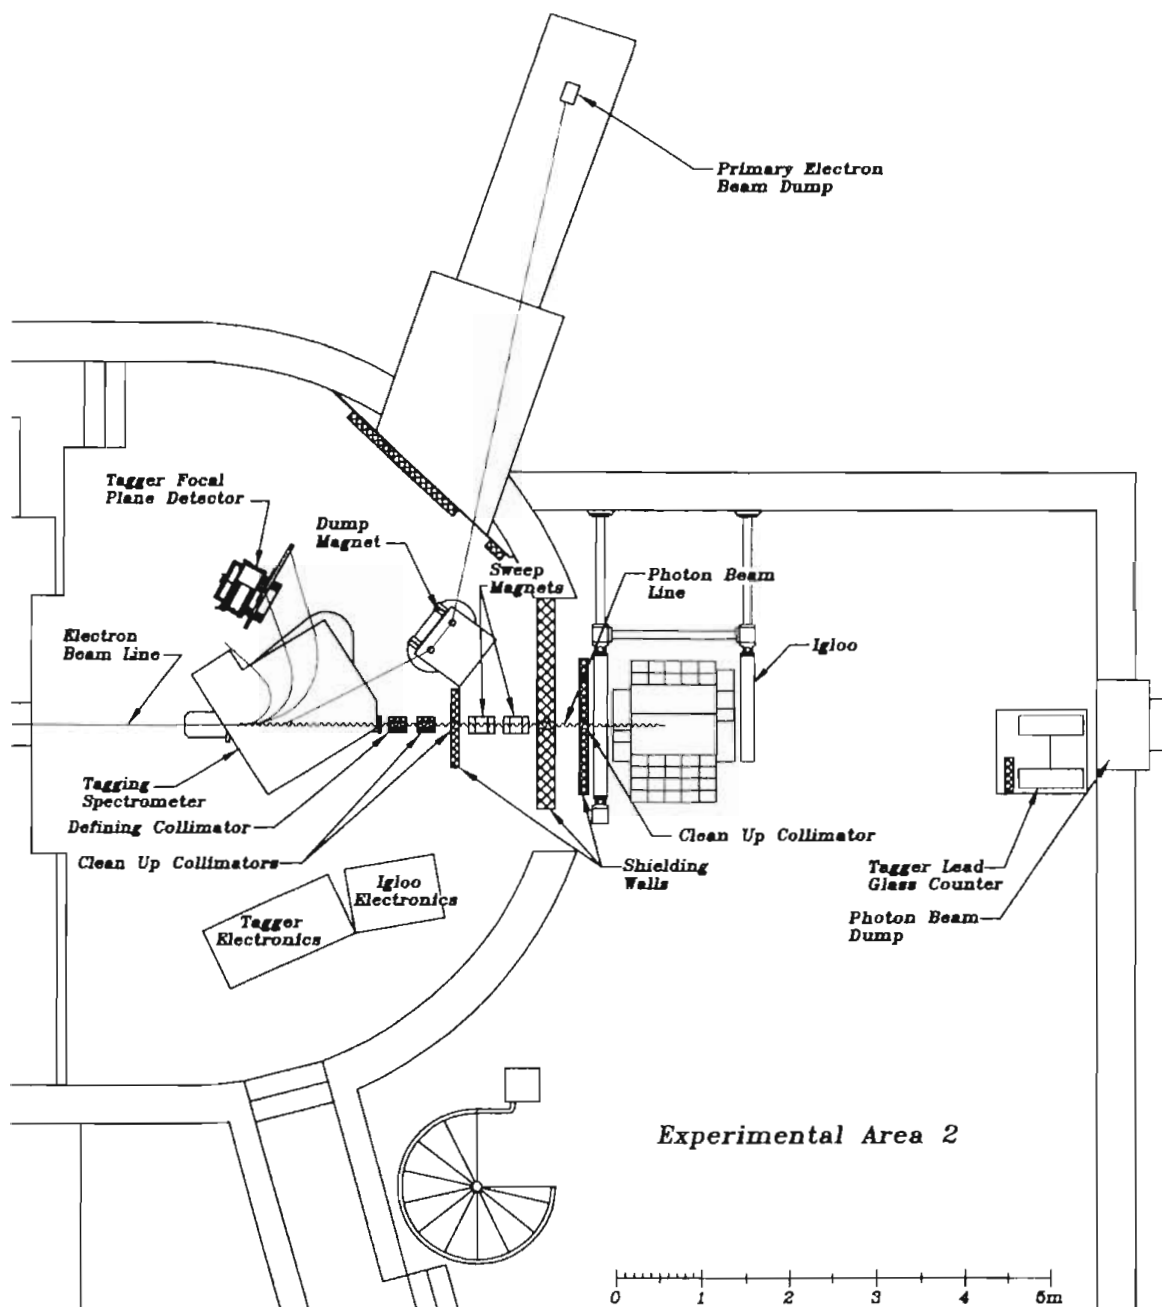 Primary Electron
Beam Dump
Tagger Focal
Plane Detector
Dump
Magnet
Sweep
Magnets
Photon Beam
Line
Electron
Beam Line
Igloo
Tagging
Spectrometer
Defining Collimator
Clean Up Collimators
Clean Up Collimator
Shielding
Walls
Tagger Lead
Glass Counter
Igloo
Electronics
Tagger
Electronics
Photon Beam
Dump
Experimental Area 2
0 1 2 3 4 5m